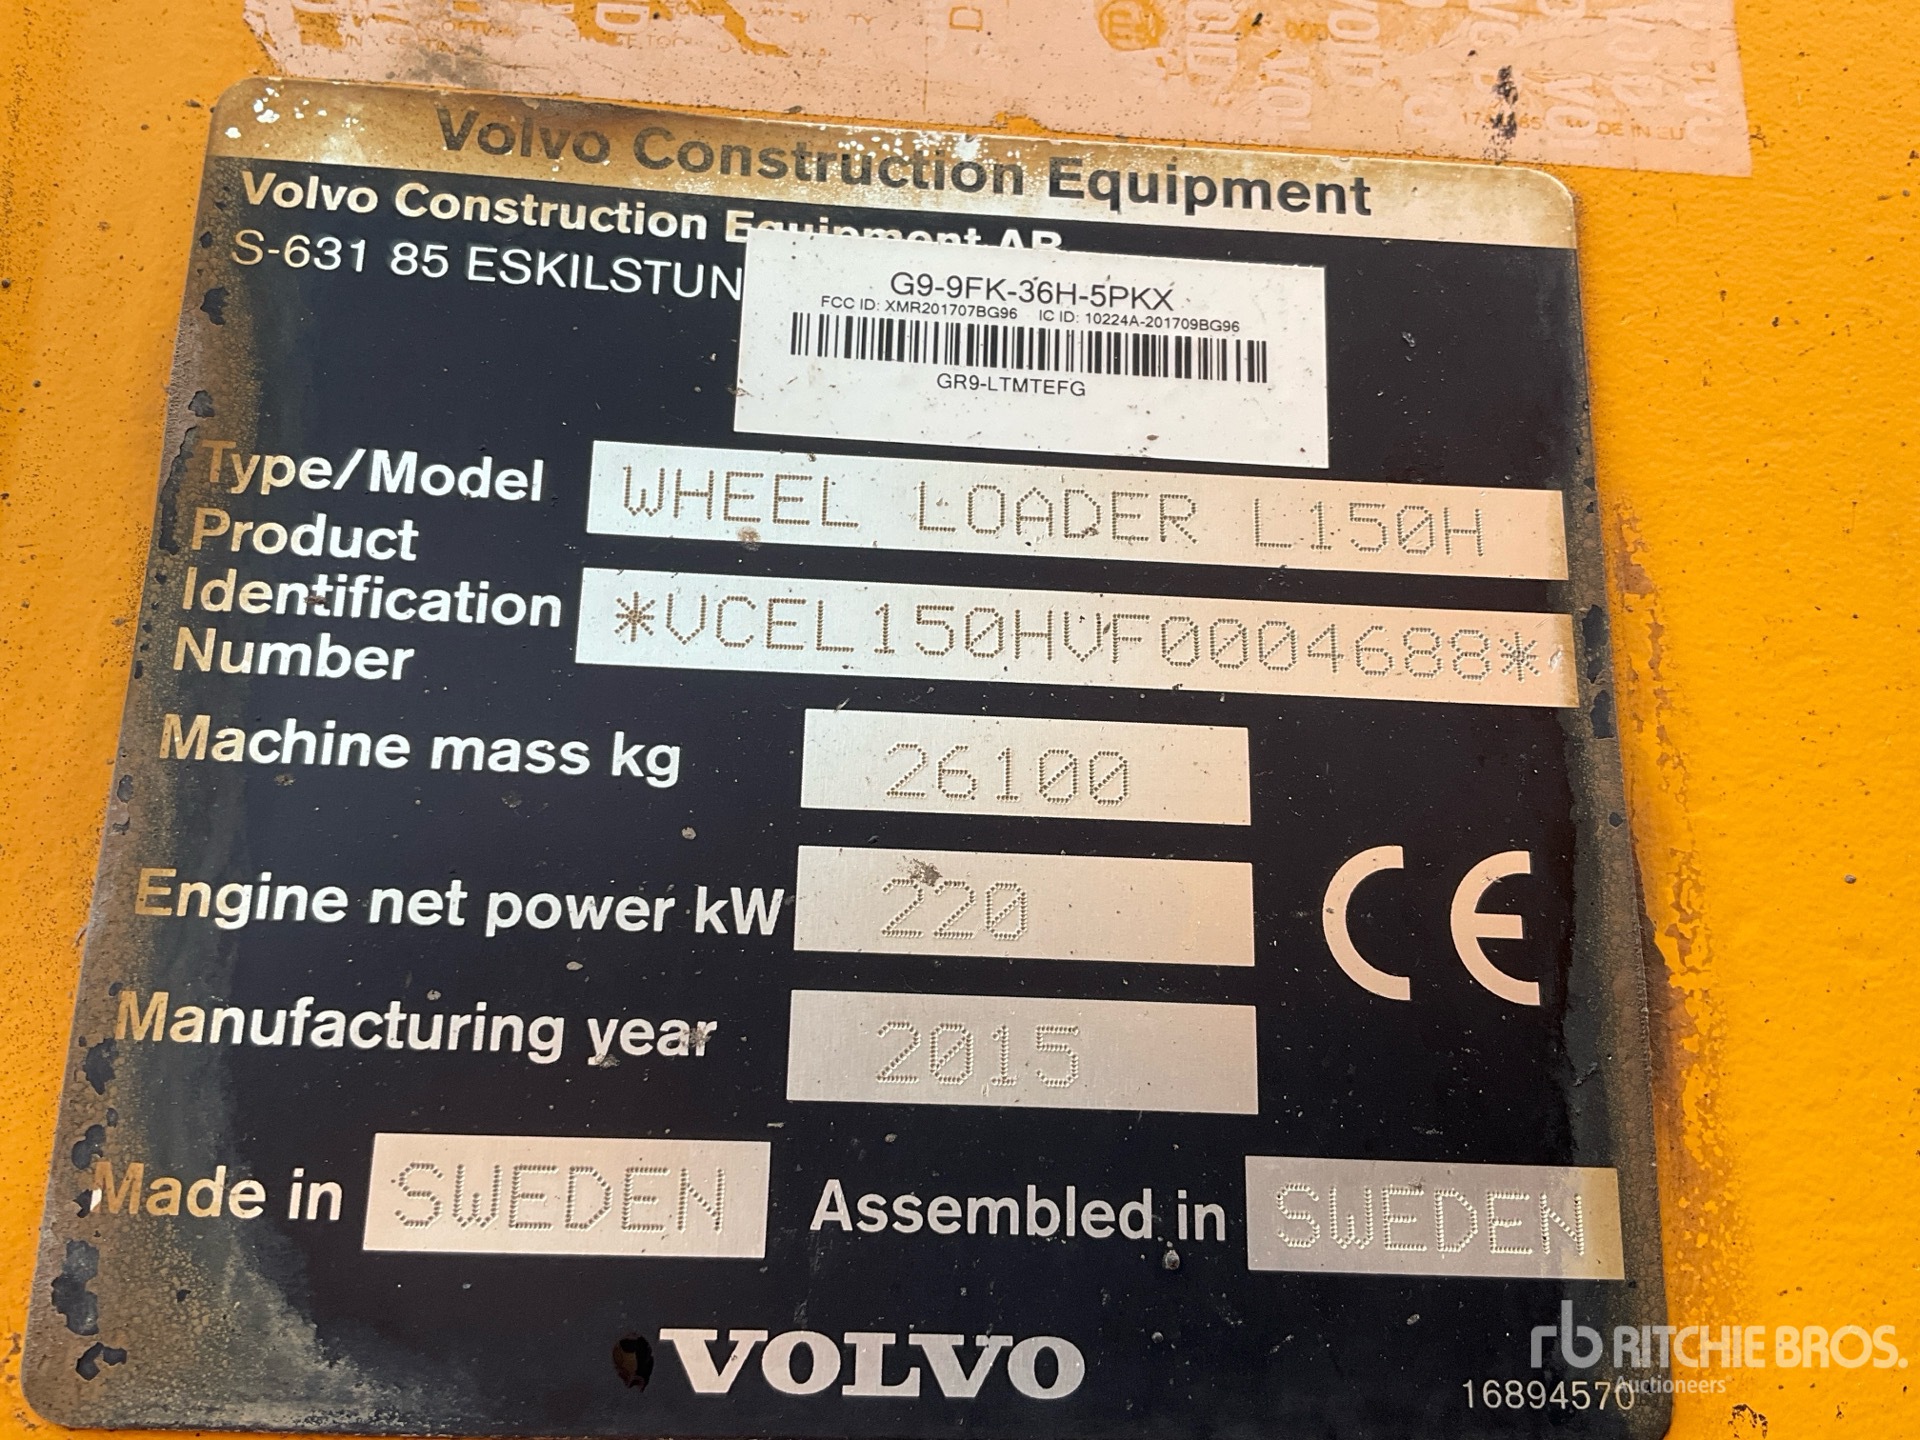 Volvo Construction Equipment
Volvo Construction Equipment AB
S-631 85 ESKILSTUN
G9-9FK-36H-5PKX
FCC ID: XMR201707BG96 IC ID: 10224A-201709BG96
GR9-LTMTEFG
Type/Model WHEEL LOADER L150H
Product
Identification
Number
*VCEL150HVF0004688*
Machine mass kg 26100
Engine net power kW 220
CE
Manufacturing year 2015
Made in SWEDEN Assembled in SWEDEN
VOLVO
16894570
rb RITCHIE BROS.
Auctioneers